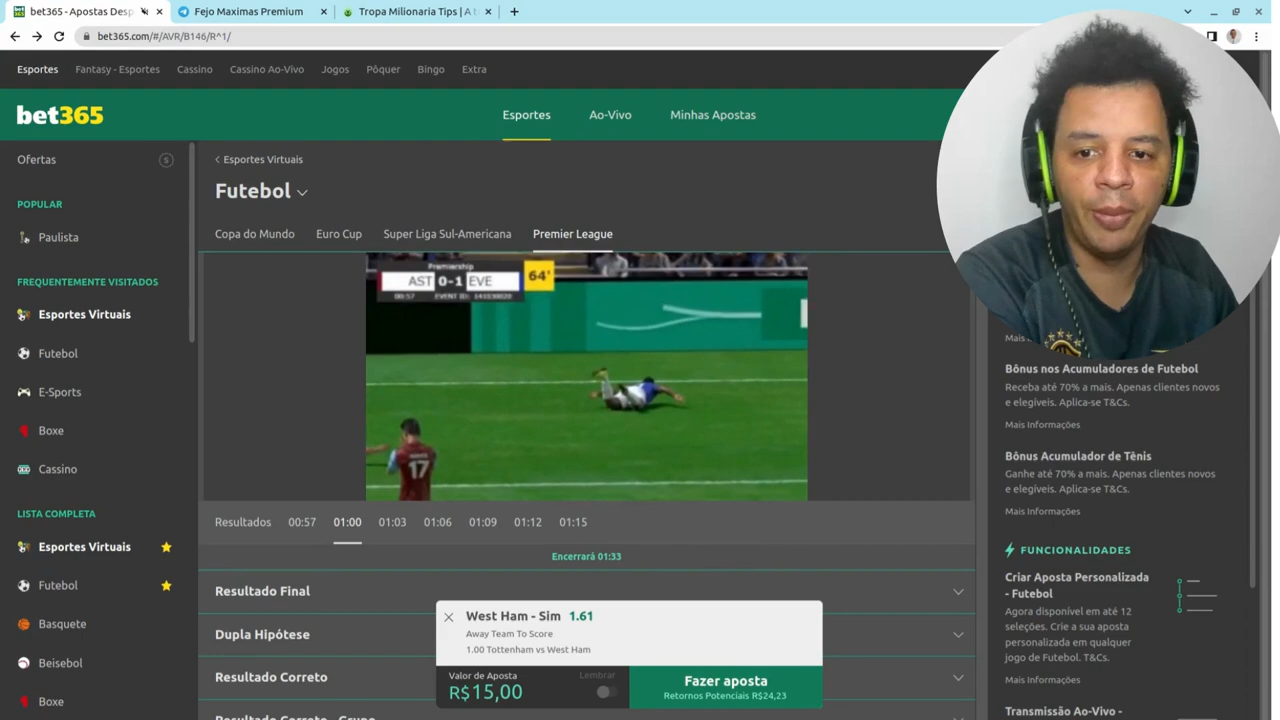 bet365 - Apostas Desp
Fejo Maximas Premium
Tropa Milionaria Tips | A t
bet365.com/#/AVR/B146/R^1/
Esportes
Fantasy - Esportes
Cassino
Cassino Ao-Vivo
Jogos
Pôquer
Bingo
Extra
bet365
Esportes
Ao-Vivo
Minhas Apostas
Ofertas
POPULAR
Paulista
FREQUENTEMENTE VISITADOS
Esportes Virtuais
Futebol
E-Sports
Boxe
Cassino
LISTA COMPLETA
Esportes Virtuais
Futebol
Basquete
Beisebol
Boxe
Esportes Virtuais
Futebol
Copa do Mundo
Euro Cup
Super Liga Sul-Americana
Premier League
Premiership
AST 0-1 EVE
64'
00:57
17
Resultados
00:57
01:00
01:03
01:06
01:09
01:12
01:15
Encerrará 01:33
Resultado Final
Dupla Hipótese
Resultado Correto
Resultado Correto - Grupo
West Ham - Sim 1.61
Away Team To Score
1.00 Tottenham vs West Ham
Valor de Aposta
R$15,00
Lembrar
Fazer aposta
Retornos Potenciais R$24,23
Mais
Bônus nos Acumuladores de Futebol
Receba até 70% a mais. Apenas clientes novos
e elegíveis. Aplica-se T&Cs.
Mais Informações
Bônus Acumulador de Tênis
Ganhe até 70% a mais. Apenas clientes novos
e elegíveis. Aplica-se T&Cs.
Mais Informações
FUNCIONALIDADES
Criar Aposta Personalizada
- Futebol
Agora disponível em até 12
seleções. Crie a sua aposta
personalizada em qualquer
jogo de Futebol. T&Cs.
Mais Informações
Transmissão Ao-Vivo -